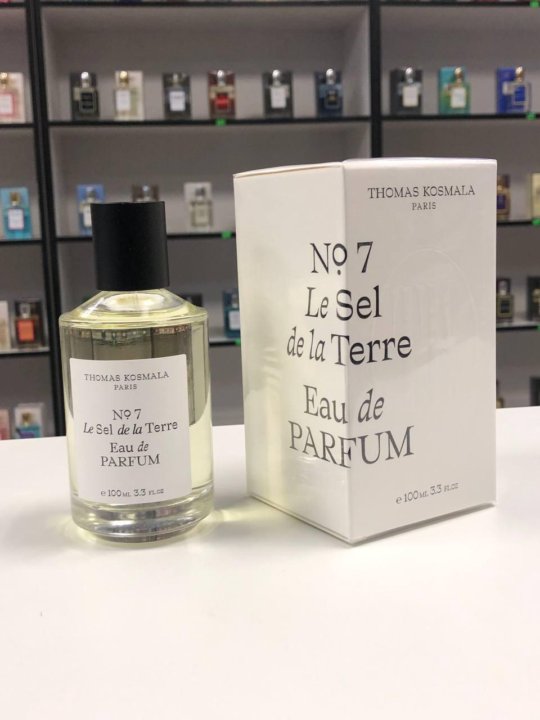 THOMAS KOSMALA
PARIS
Nº 7
Le Sel de la Terre
Eau de
PARFUM
e 100 ML 3.3 FL.OZ
THOMAS KOSMALA
PARIS
Nº 7
Le Sel
de la Terre
Eau de
PARFUM
e 100 ML 3.3 FL.OZ